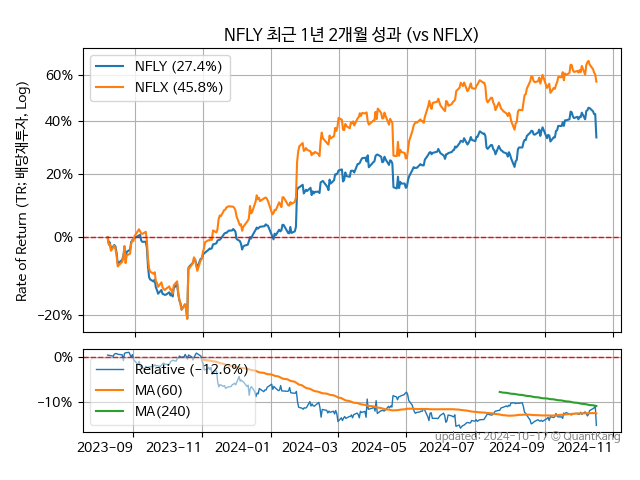 NFLY 최근 1년 2개월 성과 (vs NFLX)
Rate of Return (TR: 배당재투자, Log)
NFLY (27.4%)
NFLX (45.8%)
60%
40%
20%
0%
−20%
0%
−10%
Relative (−12.6%)
MA(60)
MA(240)
2023−09
2023−11
2024−01
2024−03
2024−05
2024−07
2024−09
2024−11
updated: 2024-10-17, © QuantKang